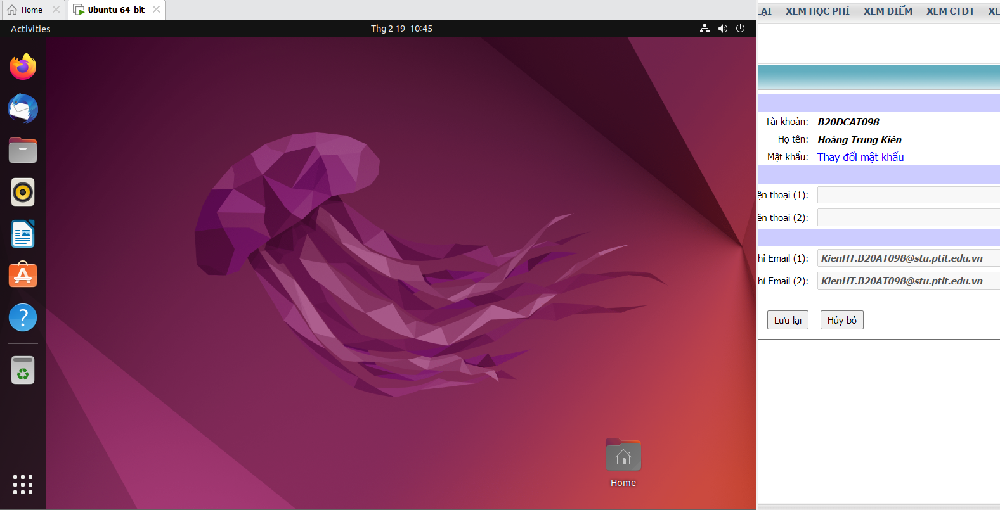 Home
Ubuntu 64-bit
Activities
Thg 2 19 10:45
Home
LẠI XEM HỌC PHÍ XEM ĐIỂM XEM CTĐT XE
Tài khoản: B20DCAT098
Họ tên: Hoàng Trung Kiên
Mật khẩu: Thay đổi mật khẩu
ện thoại (1):
ện thoại (2):
hỉ Email (1): KienHT.B20AT098@stu.ptit.edu.vn
hỉ Email (2): KienHT.B20AT098@stu.ptit.edu.vn
Lưu lại Hủy bỏ